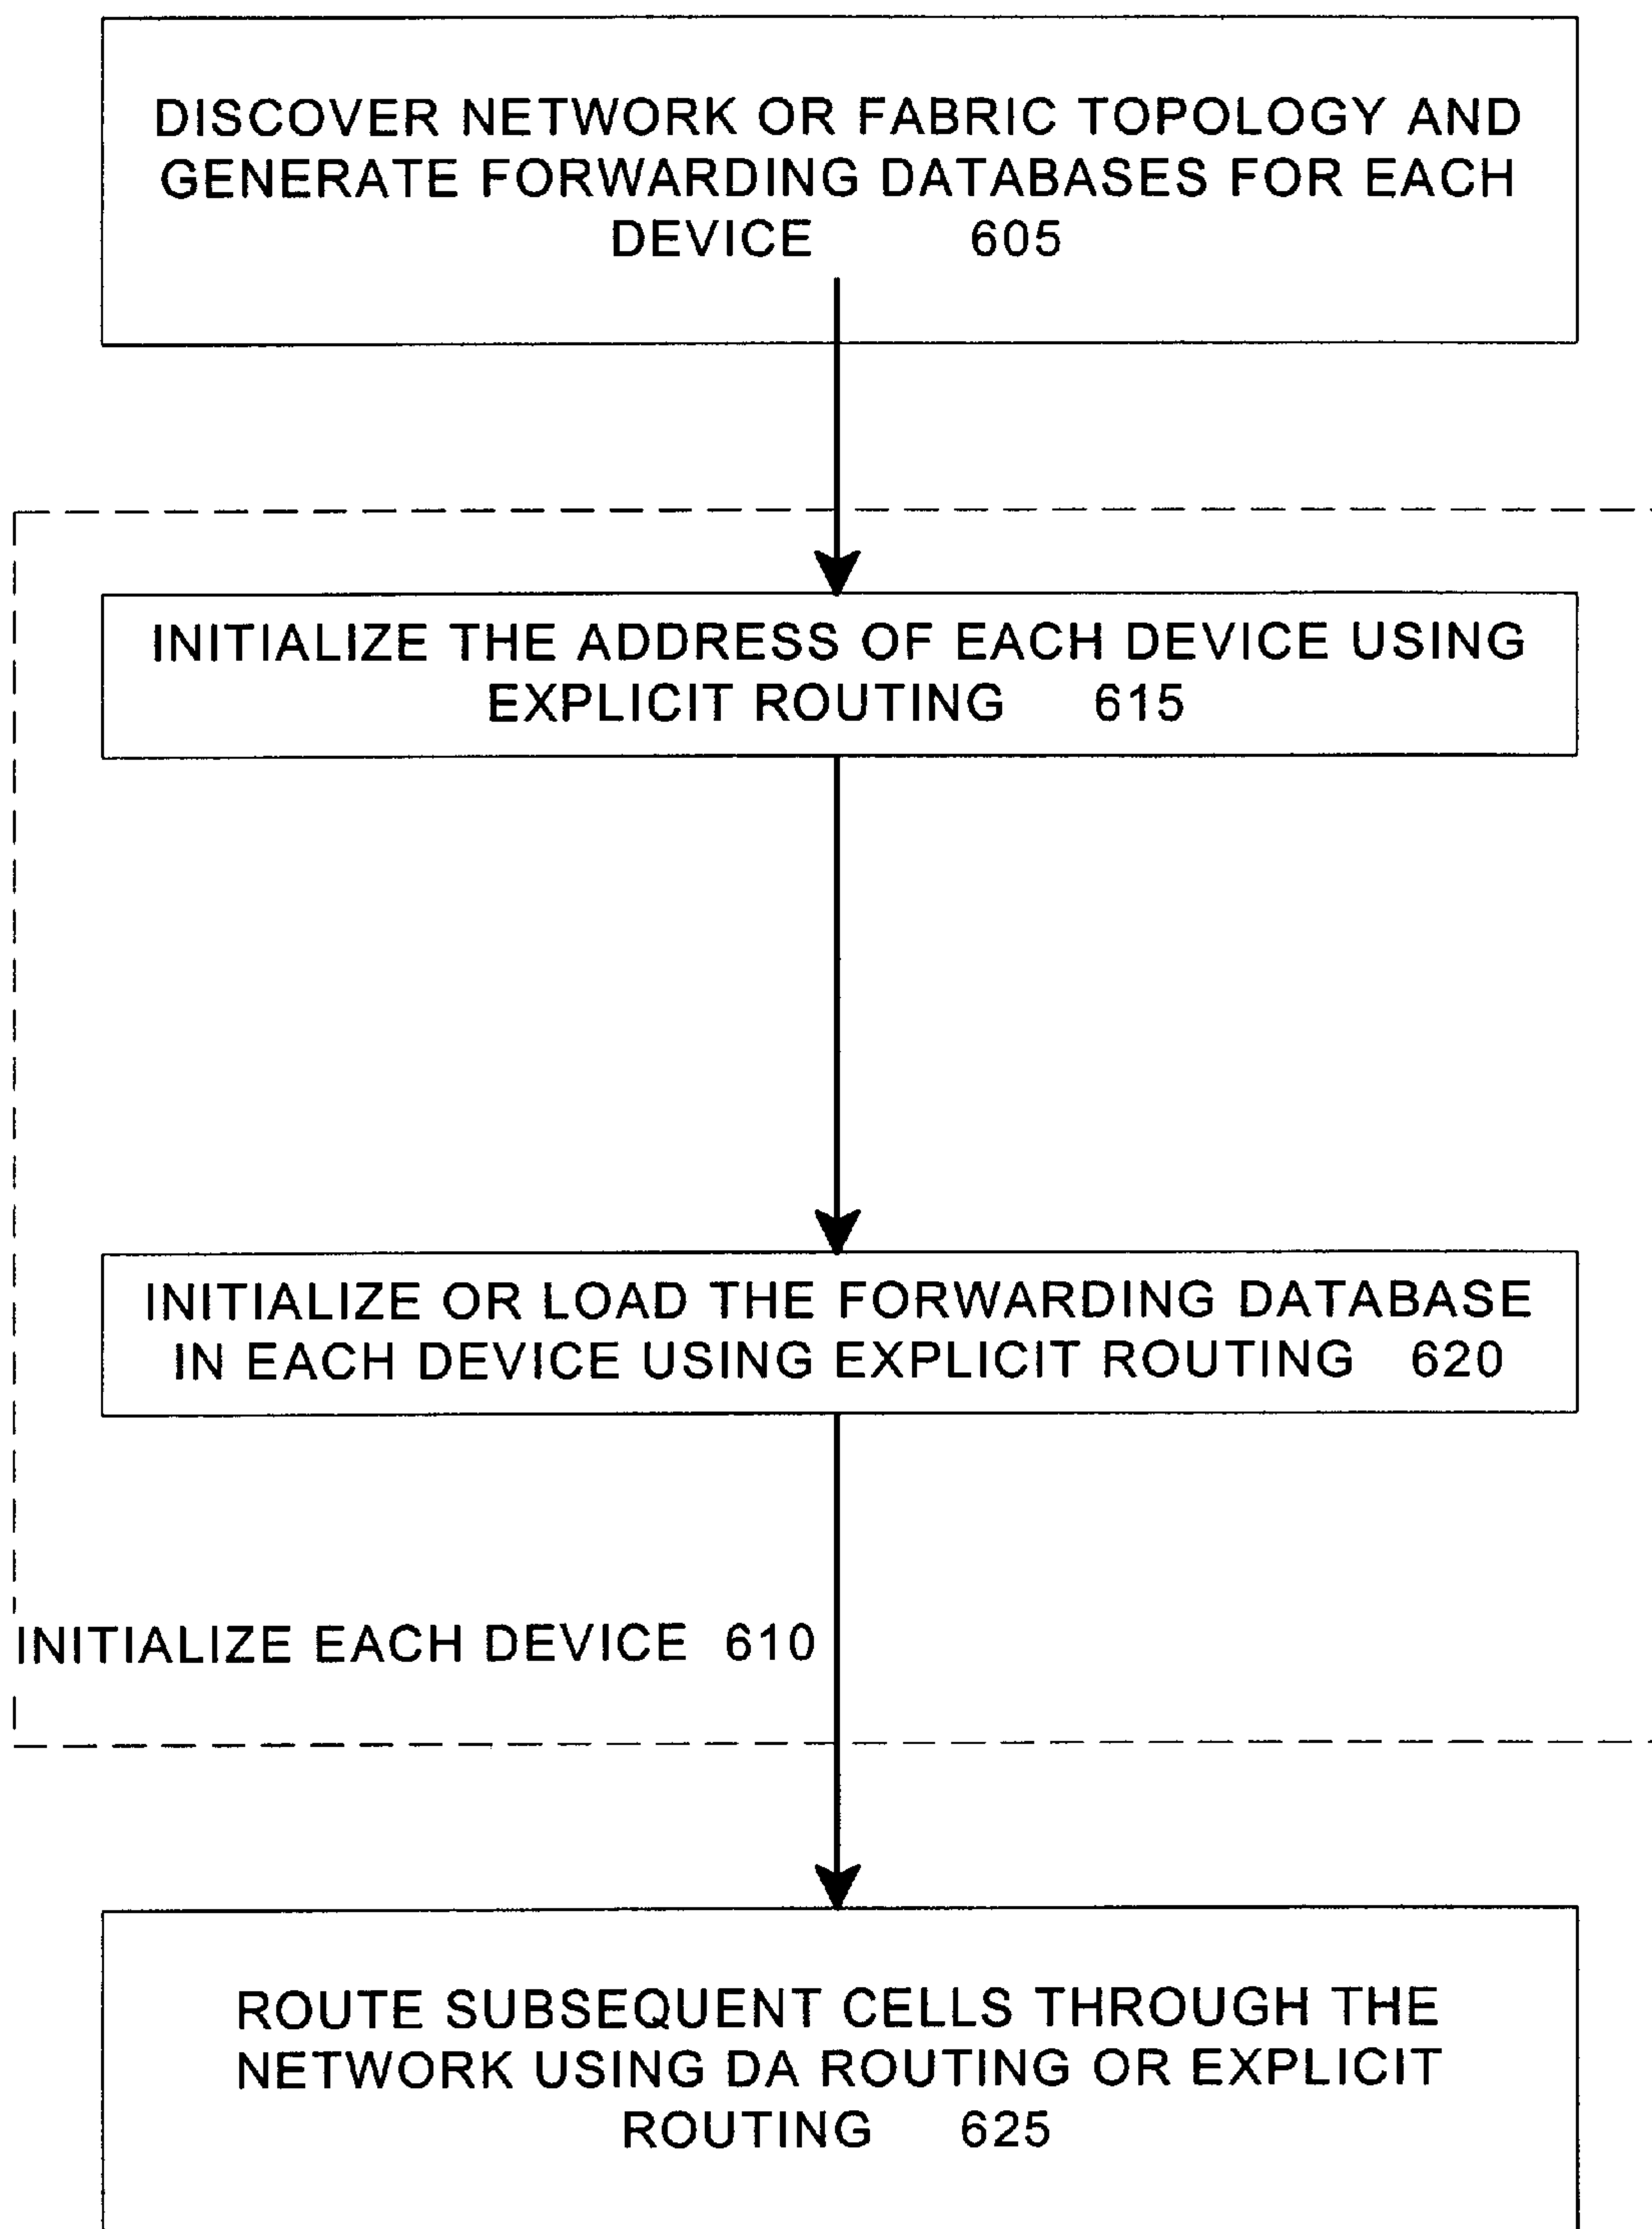 DISCOVER NETWORK OR FABRIC TOPOLOGY AND
GENERATE FORWARDING DATABASES FOR EACH
DEVICE 605
INITIALIZE THE ADDRESS OF EACH DEVICE USING
EXPLICIT ROUTING 615
INITIALIZE OR LOAD THE FORWARDING DATABASE
IN EACH DEVICE USING EXPLICIT ROUTING 620
INITIALIZE EACH DEVICE 610
ROUTE SUBSEQUENT CELLS THROUGH THE
NETWORK USING DA ROUTING OR EXPLICIT
ROUTING 625